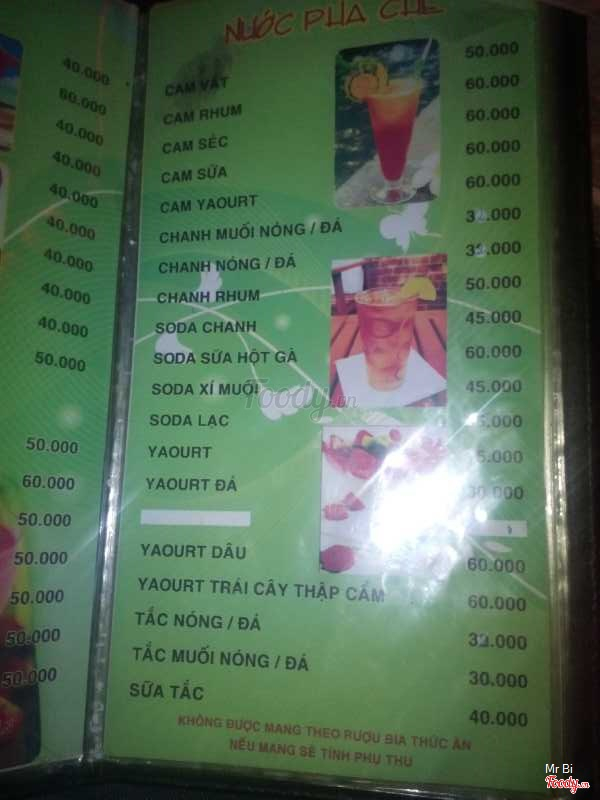 40.000
60.000
40.000
40.000
40.000
40.000
40.000
40.000
40.000
50.000
50.000
60.000
50.000
50.000
50.000
50.000
50.000
NƯỚC PHA CHẾ
CAM VẮT 50.000
CAM RHUM 60.000
CAM SÉC 60.000
CAM SỮA 60.000
CAM YAOURT 60.000
CHANH MUỐI NÓNG / ĐÁ
CHANH NÓNG / ĐÁ
CHANH RHUM 50.000
SODA CHANH 45.000
SODA SỮA HỘT GÀ 60.000
SODA XÍ MUỘI 45.000
SODA LẠC
YAOURT
YAOURT ĐÁ
YAOURT DÂU 60.000
YAOURT TRÁI CÂY THẬP CẨM 60.000
TẮC NÓNG / ĐÁ
TẮC MUỐI NÓNG / ĐÁ 30.000
SỮA TẮC 40.000
KHÔNG ĐƯỢC MANG THEO RƯỢU BIA THỨC ĂN
NẾU MANG SẼ TÍNH PHỤ THU
Foody.vn
Mr Bi
Foody.vn